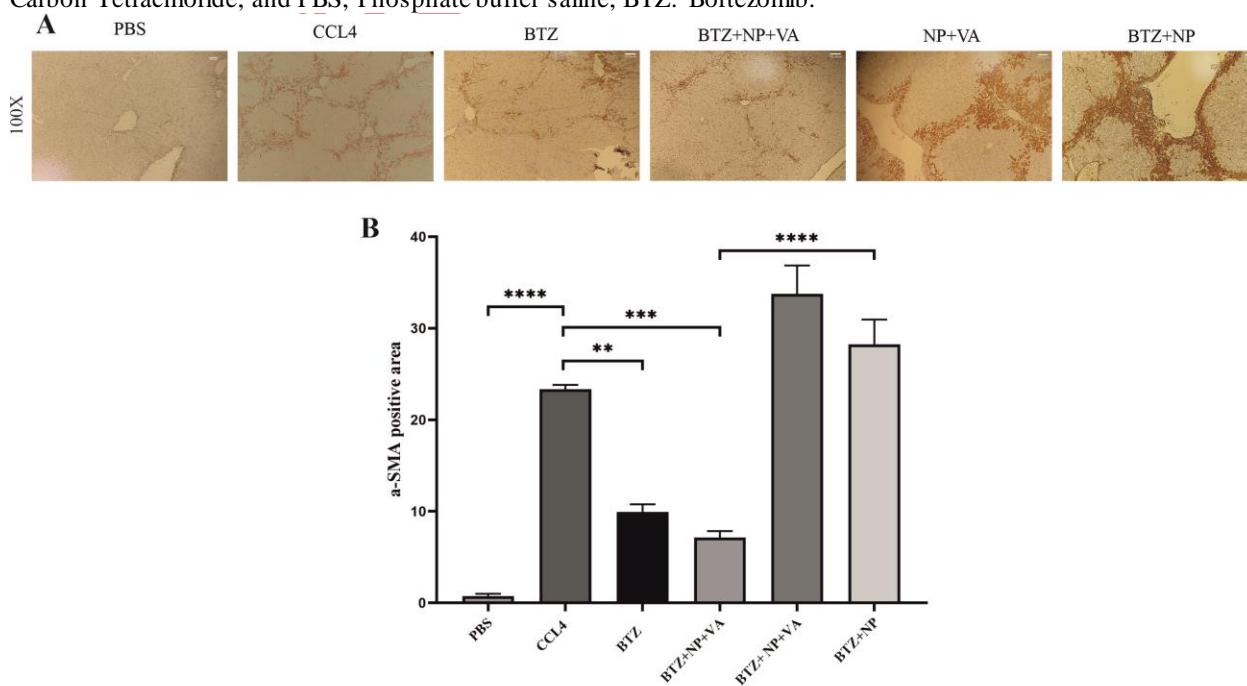 Carbon Tetrachloride, and PBS, Phosphate buffer saline, BTZ: Bortezomib.
A
PBS
CCL4
BTZ
BTZ+NP+VA
NP+VA
BTZ+NP
100X
B
a-SMA positive area
40
30
20
10
0
****
***
**
****
PBS
CCL4
BTZ
BTZ+NP+VA
BTZ+NP+VA
BTZ+NP